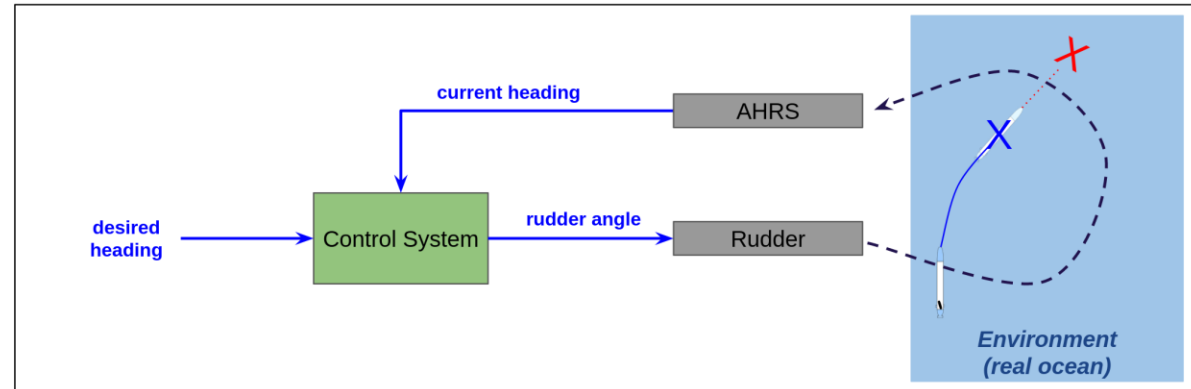 current heading
AHRS
desired
heading
Control System
rudder angle
Rudder
X
X
Environment
(real ocean)